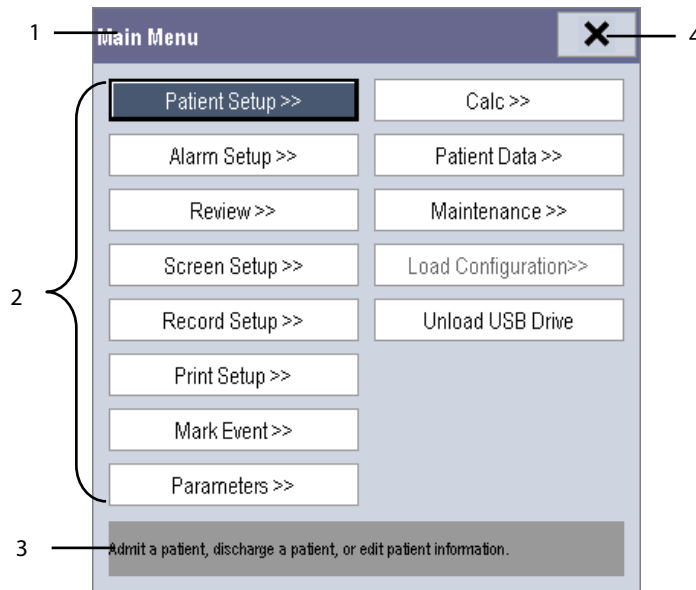 1
Main Menu
4
Patient Setup >>
Calc >>
Alarm Setup >>
Patient Data >>
Review >>
Maintenance >>
2
Screen Setup >>
Load Configuration>>
Record Setup >>
Unload USB Drive
Print Setup >>
Mark Event >>
Parameters >>
3
Admit a patient, discharge a patient, or edit patient information.